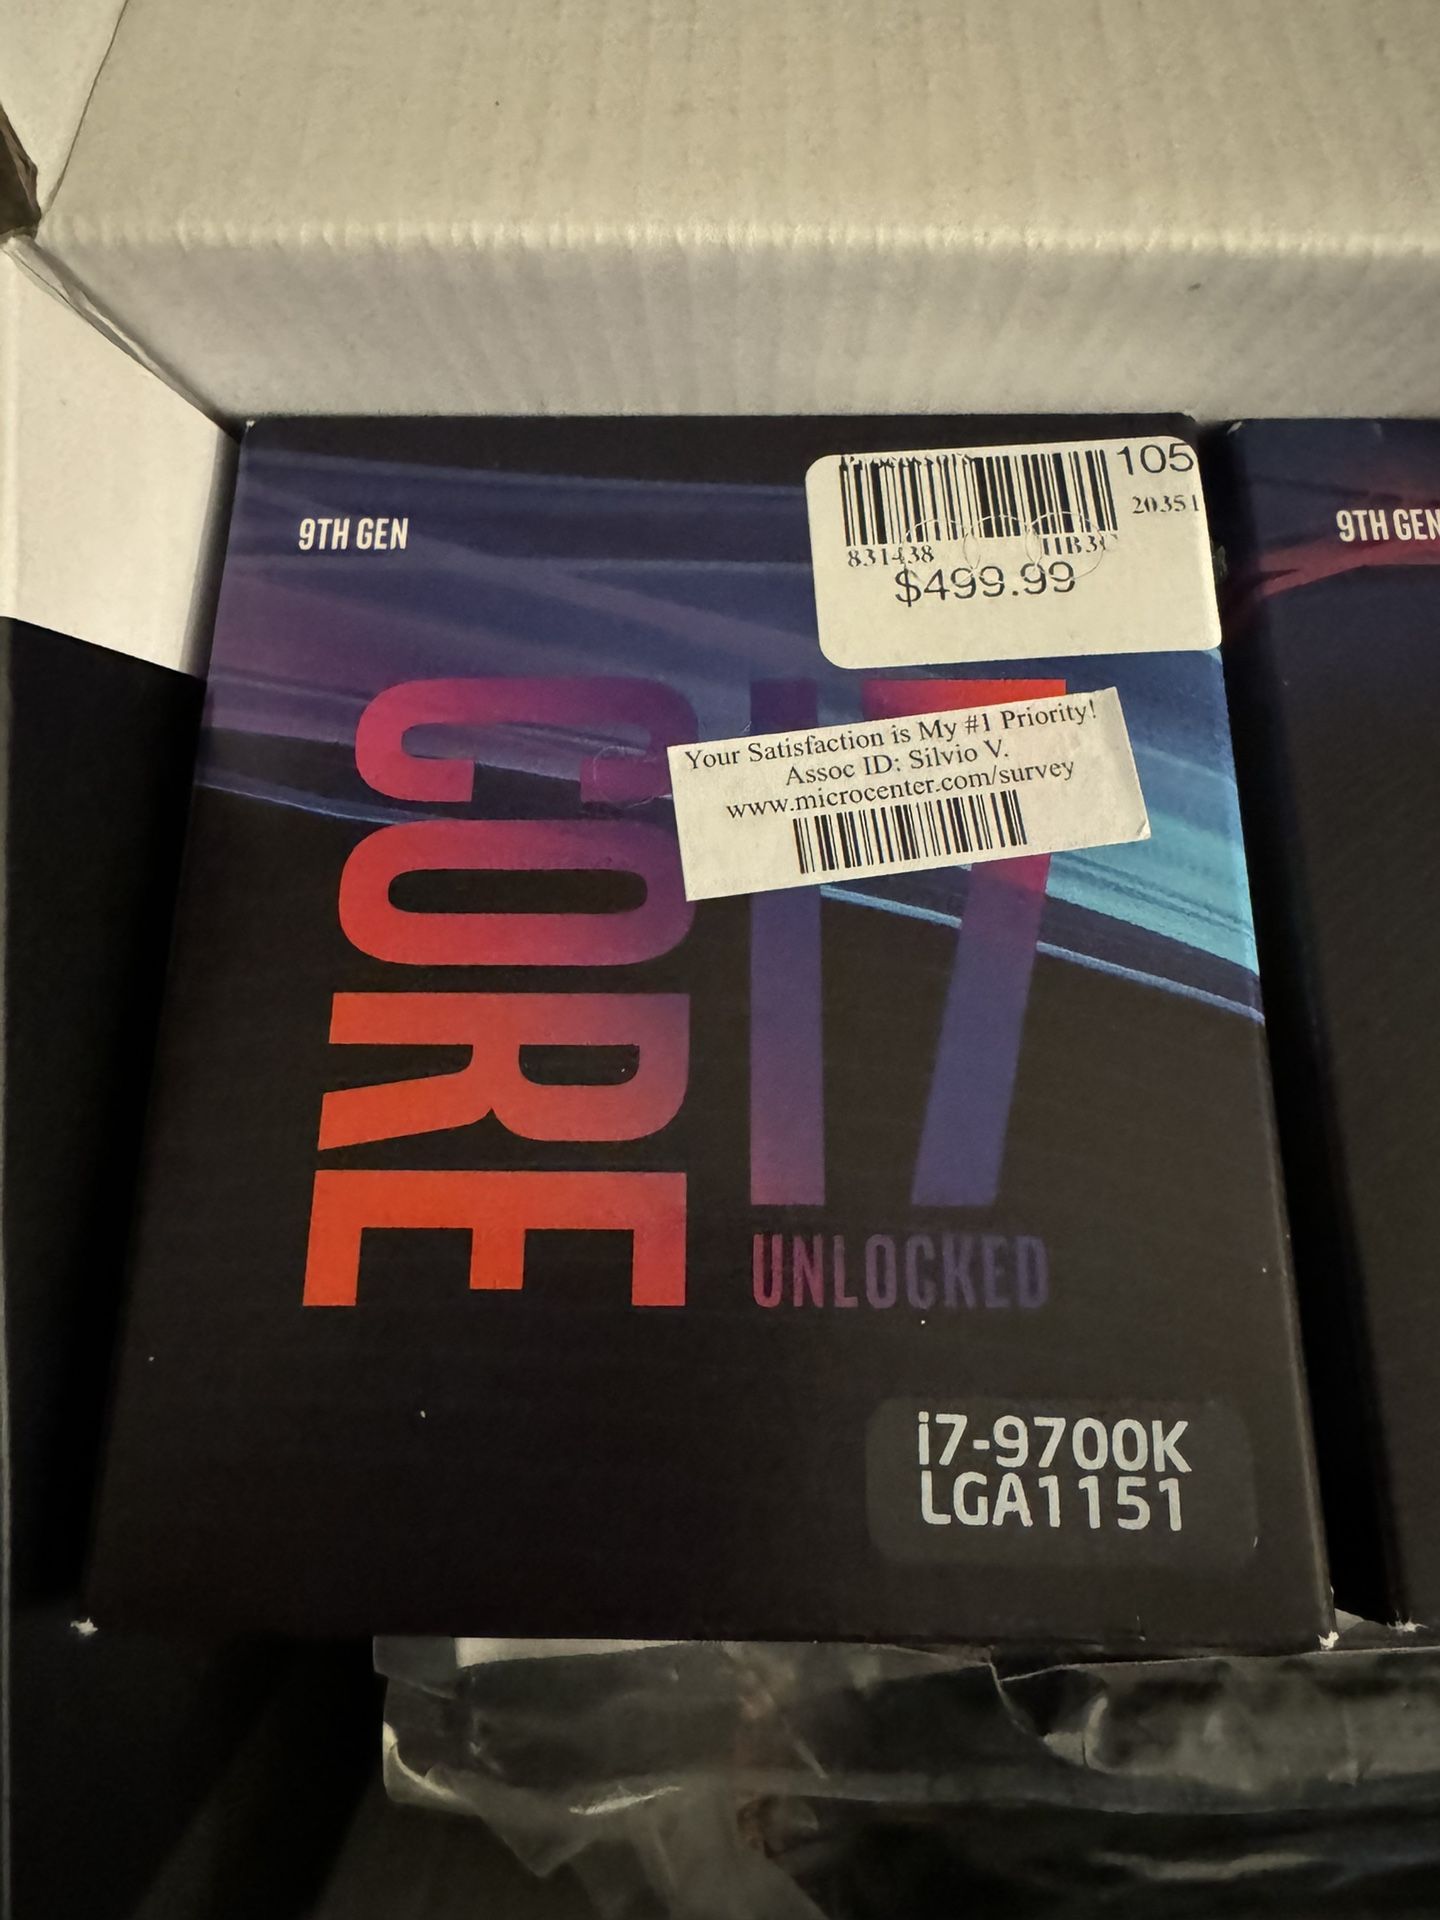 105
20351
831438
$499.99
9TH GEN
9TH GEN
Your Satisfaction is My #1 Priority!
Assoc ID: Silvio V.
www.microcenter.com/survey
CORE
i7
UNLOCKED
i7-9700K
LGA1151